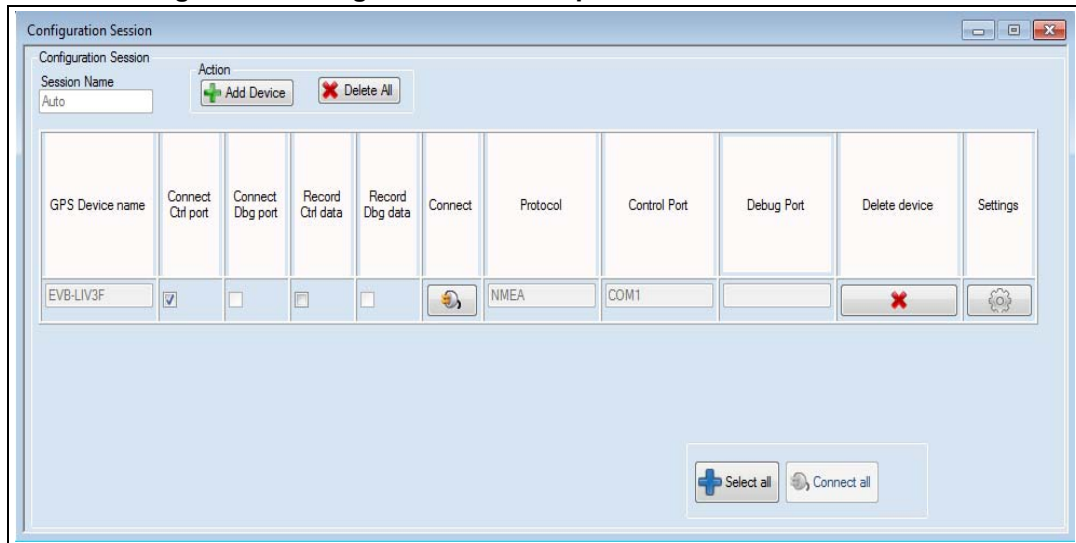 Configuration Session
Configuration Session
Session Name
Auto
Action
Add Device
Delete All
GPS Device name
Connect
Ctrl port
Connect
Dbg port
Record
Ctrl data
Record
Dbg data
Connect
Protocol
Control Port
Debug Port
Delete device
Settings
EVB-LIV3F
NMEA
COM1
Select all
Connect all